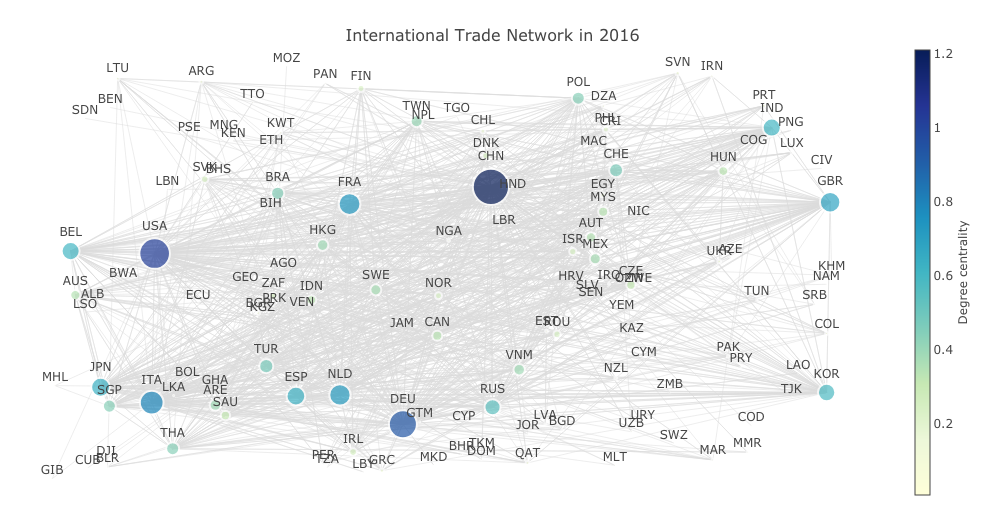 International Trade Network in 2016
MOZ
SVN
IRN
LTU
ARG
PAN
FIN
POL
BEN
TTO
DZA
PRT
SDN
TWN
TGO
IND
NPL
CHL
PHL
CRI
PNG
PSE
MNG
KEN
KWT
ETH
DNK
MAC
COG
LUX
CHN
CHE
HUN
CIV
SVK
BHS
LBN
BRA
FRA
HND
EGY
GBR
BIH
MYS
NIC
LBR
USA
BEL
HKG
NGA
AUT
ISR
MEX
UKR
AZE
AGO
BWA
GEO
SWE
HRV
IRQ
CZE
ZWE
KHM
NAM
AUS
ZAF
IDN
NOR
SLV
SEN
ALB
LSO
ECU
PRK
BGR
KGZ
VEN
YEM
TUN
SRB
JAM
CAN
EST
ROU
KAZ
COL
TUR
VNM
CYM
PAK
PRY
JPN
BOL
NZL
LAO
MHL
ITA
LKA
GHA
ESP
NLD
RUS
ZMB
KOR
SGP
ARE
TJK
SAU
DEU
GTM
CYP
LVA
JOR
BGD
URY
UZB
COD
THA
IRL
SWZ
MMR
DJI
CUB
BLR
PER
TZA
LBY
GRC
MKD
BHR
TKM
DOM
QAT
MLT
MAR
GIB
1.2
1
0.8
0.6
0.4
0.2
Degree centrality